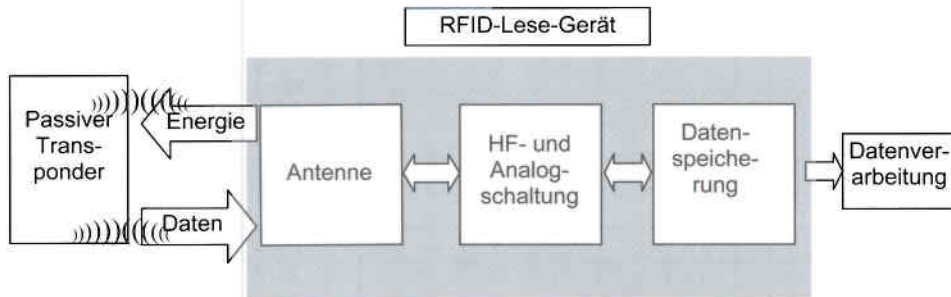 RFID-Lese-Gerät
Passiver
Trans-
ponder
Energie
Daten
Antenne
HF- und
Analog-
schaltung
Daten-
speiche-
rung
Datenver-
arbeitung